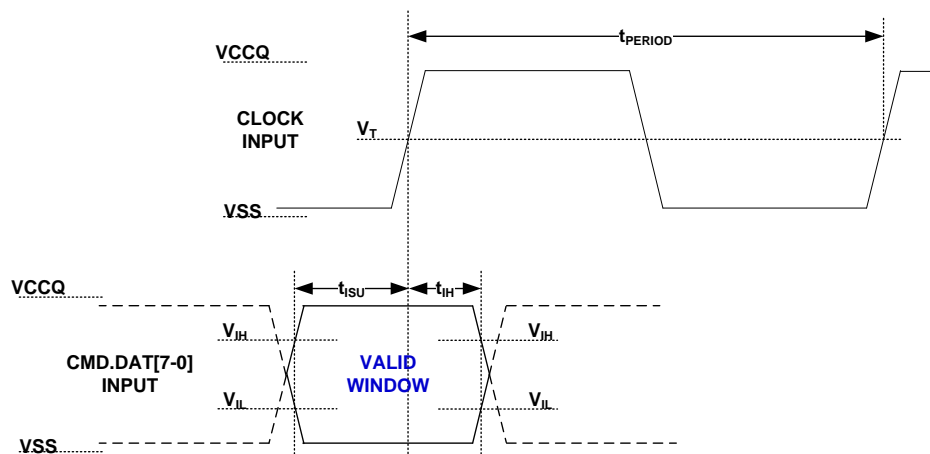 tPERIOD
VCCQ
CLOCK
INPUT
VT
VSS
VCCQ
tISU
tIH
VIH
VIH
CMD.DAT[7-0]
INPUT
VALID
WINDOW
VIL
VIL
VSS